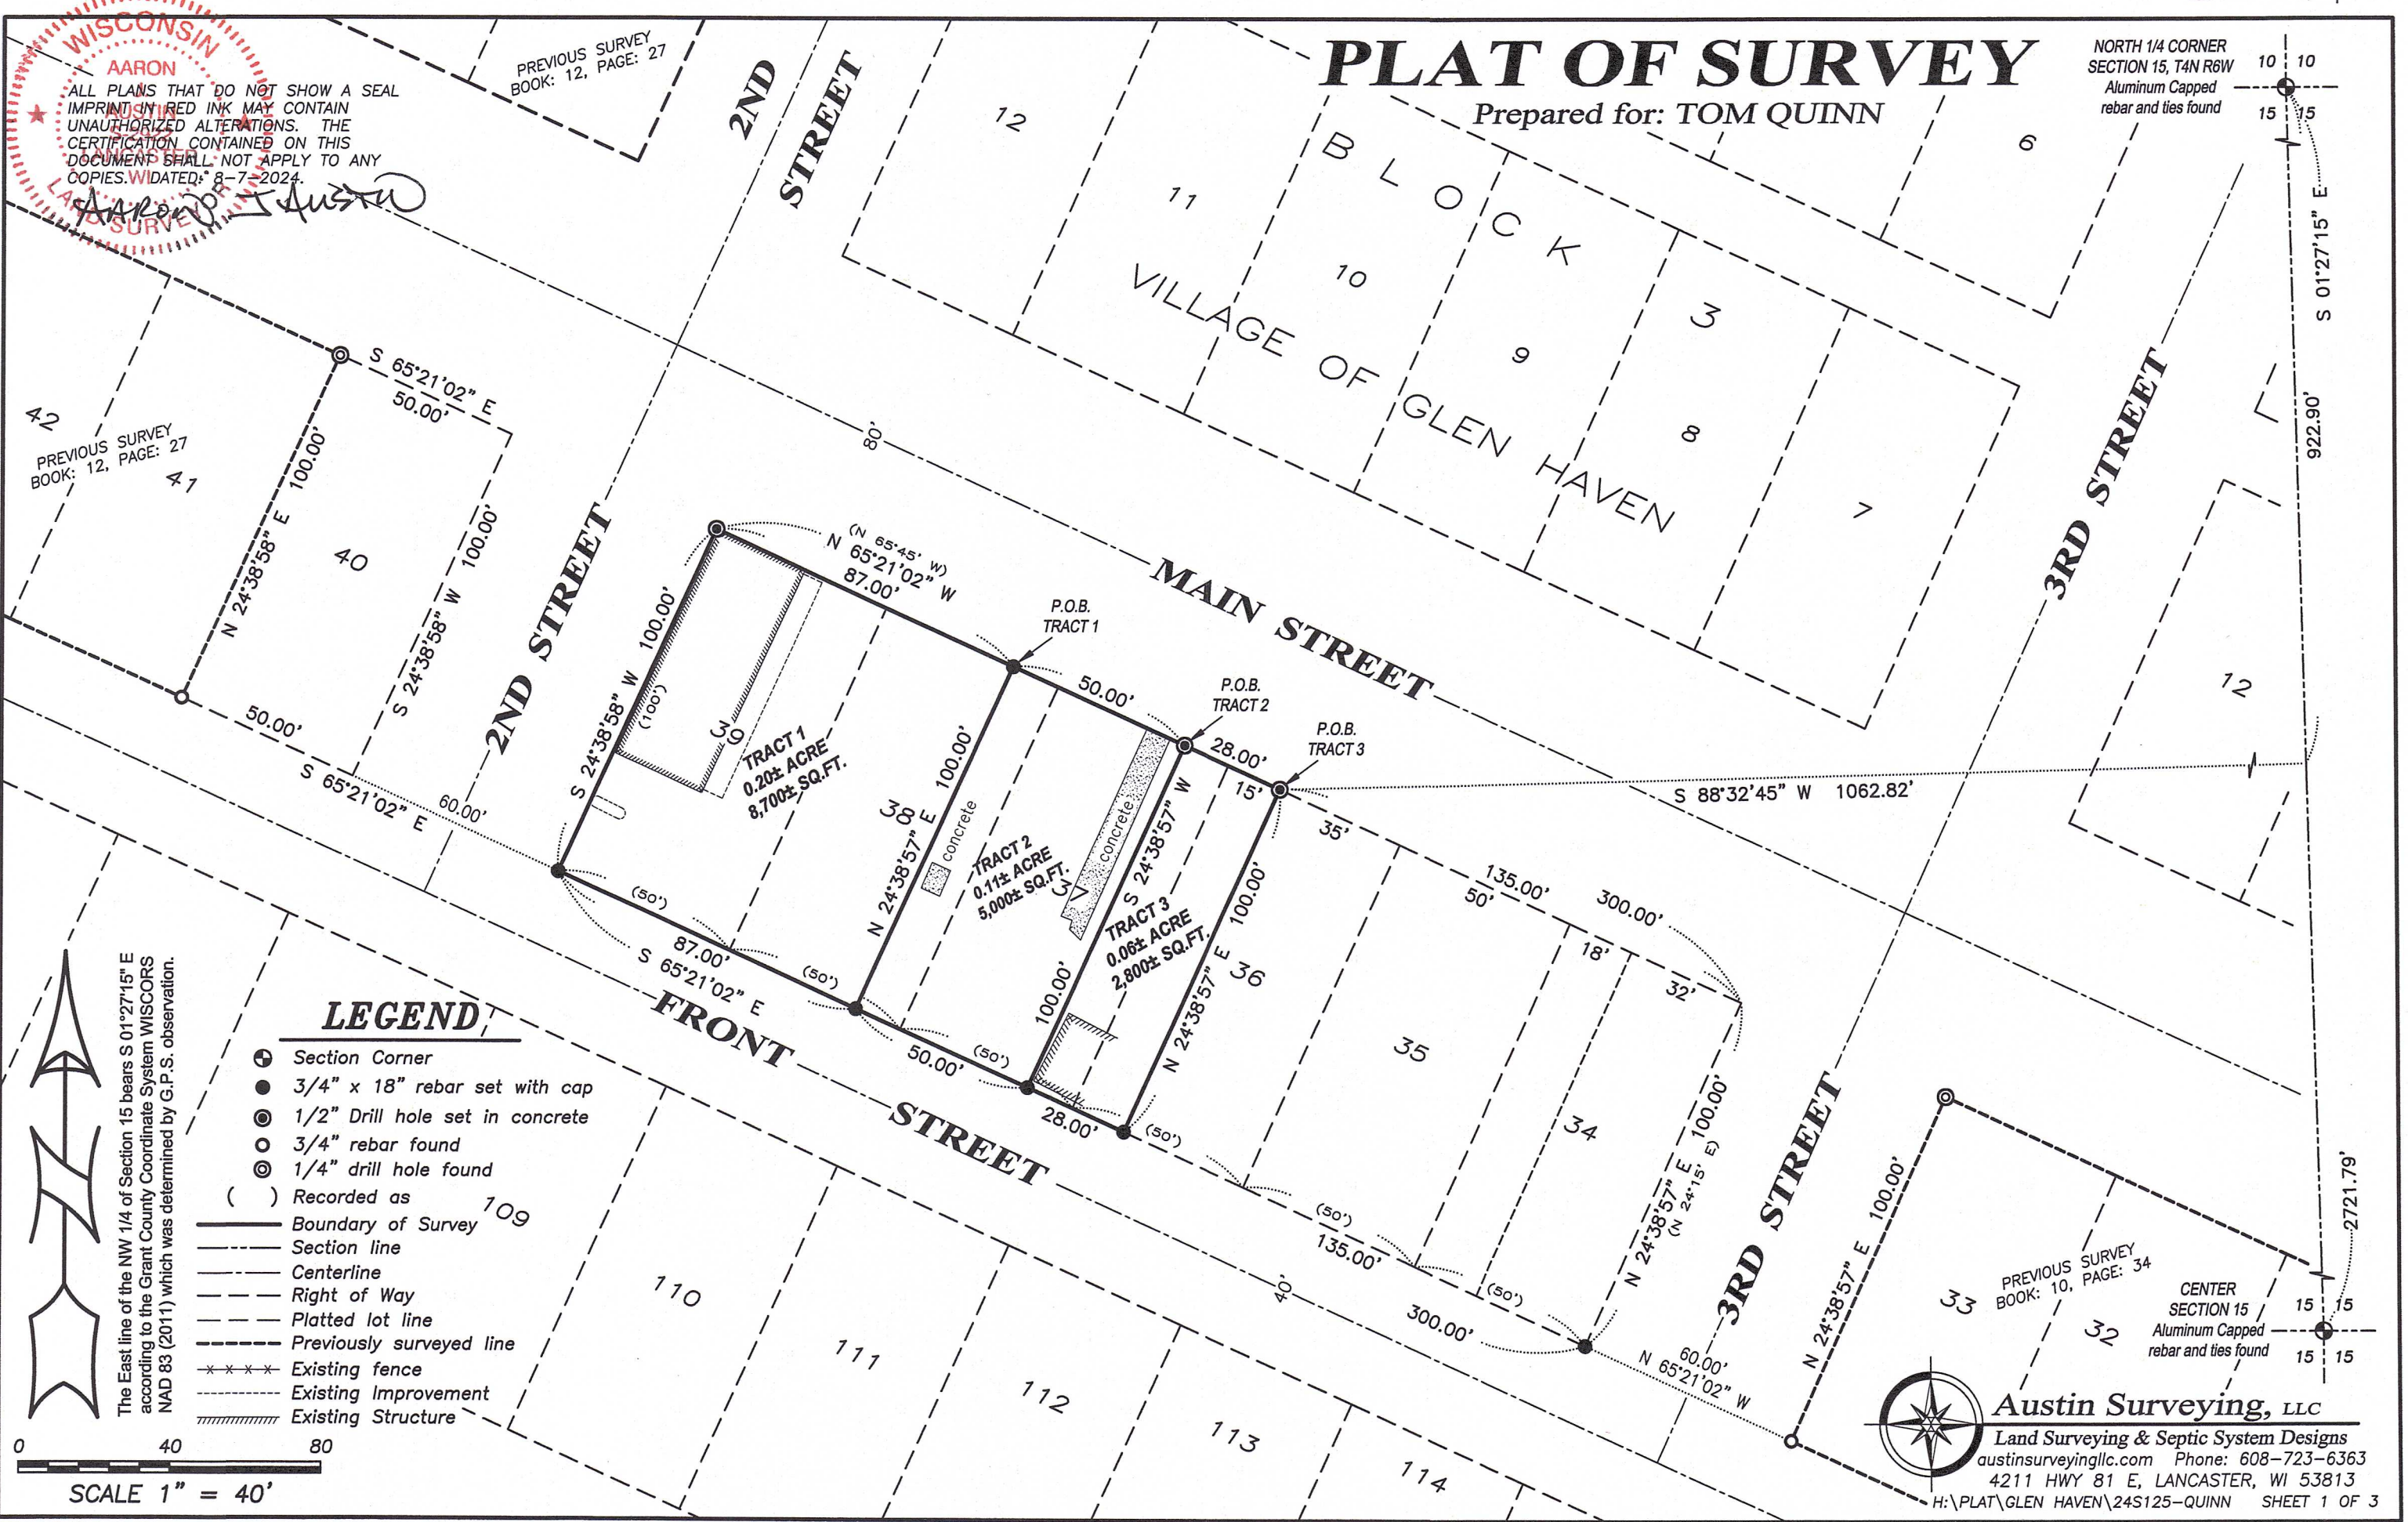 PLAT OF SURVEY
Prepared for: TOM QUINN
WISCONSIN
AARON
J
AUSTIN
S-2922
LANCASTER
WI
LAND SURVEYOR
ALL PLANS THAT DO NOT SHOW A SEAL
IMPRINT IN RED INK MAY CONTAIN
UNAUTHORIZED ALTERATIONS. THE
CERTIFICATION CONTAINED ON THIS
DOCUMENT SHALL NOT APPLY TO ANY
COPIES. DATED: 8-7-2024.
AARON J AUSTIN
PREVIOUS SURVEY
BOOK: 12, PAGE: 27
2ND
STREET
NORTH 1/4 CORNER
SECTION 15, T4N R6W
Aluminum Capped
rebar and ties found
10 10
15 15
S 01°27'15" E
922.90'
2721.79'
12
11
10
9
8
7
6
BLOCK
3
VILLAGE OF GLEN HAVEN
3RD STREET
12
42
PREVIOUS SURVEY
BOOK: 12, PAGE: 27
41
40
S 65°21'02" E
50.00'
N 24°38'58" E 100.00'
S 24°38'58" W 100.00'
50.00'
S 65°21'02" E
60.00'
2ND STREET
80'
MAIN STREET
(N 65°45' W)
N 65°21'02" W
87.00'
P.O.B.
TRACT 1
50.00'
P.O.B.
TRACT 2
28.00'
P.O.B.
TRACT 3
15'
35'
S 88°32'45" W 1062.82'
135.00'
50'
300.00'
18'
32'
S 24°38'58" W 100.00'
(100')
39
TRACT 1
0.20± ACRE
8,700± SQ.FT.
38
N 24°38'57" E 100.00'
concrete
TRACT 2
0.11± ACRE
5,000± SQ.FT.
concrete
37
S 24°38'57" W
100.00'
TRACT 3
0.06± ACRE
2,800± SQ.FT.
N 24°38'57" E 100.00'
36
35
34
N 24°38'57" E 100.00'
(N 24°15' E)
(50')
87.00'
S 65°21'02" E
(50')
50.00'
(50')
28.00'
(50')
(50')
135.00'
(50')
300.00'
40'
FRONT
STREET
3RD STREET
60.00'
N 65°21'02" W
N 24°38'57" E 100.00'
33
PREVIOUS SURVEY
BOOK: 10, PAGE: 34
32
CENTER
SECTION 15
Aluminum Capped
rebar and ties found
15 15
15 15
109
110
111
112
113
114
The East line of the NW 1/4 of Section 15 bears S 01°27'15" E
according to the Grant County Coordinate System WISCORS
NAD 83 (2011) which was determined by G.P.S. observation.
LEGEND
Section Corner
3/4" x 18" rebar set with cap
1/2" Drill hole set in concrete
3/4" rebar found
1/4" drill hole found
( ) Recorded as
Boundary of Survey
Section line
Centerline
Right of Way
Platted lot line
Previously surveyed line
Existing fence
Existing Improvement
Existing Structure
0 40 80
SCALE 1" = 40'
Austin Surveying, LLC
Land Surveying & Septic System Designs
austinsurveyingllc.com Phone: 608-723-6363
4211 HWY 81 E, LANCASTER, WI 53813
H:\PLAT\GLEN HAVEN\24S125-QUINN SHEET 1 OF 3